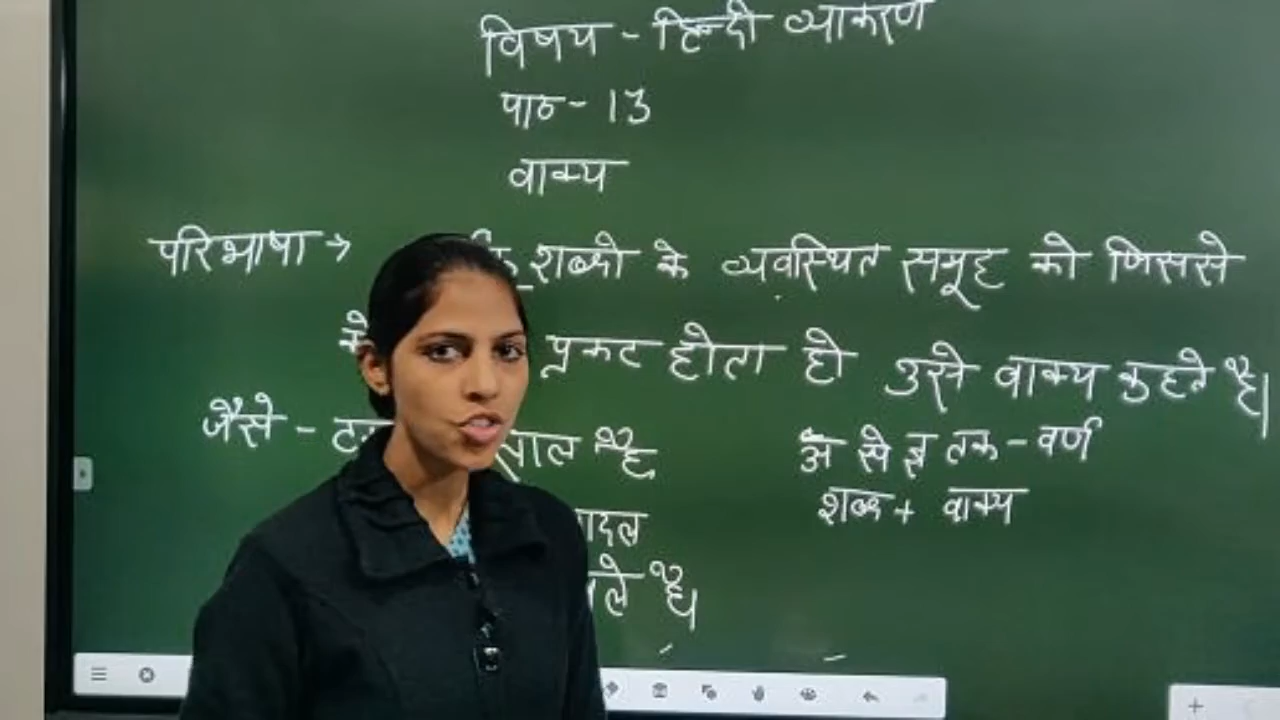 विषय - हिन्दी व्याकरण
पाठ - 13
वाक्य
परिभाषा → शब्दो के व्यवस्थित समूह को जिससे
प्रकट होता हो उसे वाक्य कहते है।
जैसे - लाल है
अ से ज्ञ तक - वर्ण
शब्द + वाक्य
है।